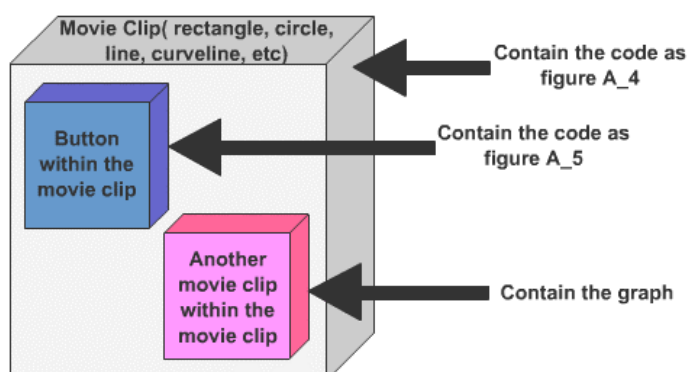 Movie Clip( rectangle, circle,
line, curveline, etc)
Contain the code as
figure A_4
Button
within the
movie clip
Contain the code as
figure A_5
Another
movie clip
within the
movie clip
Contain the graph